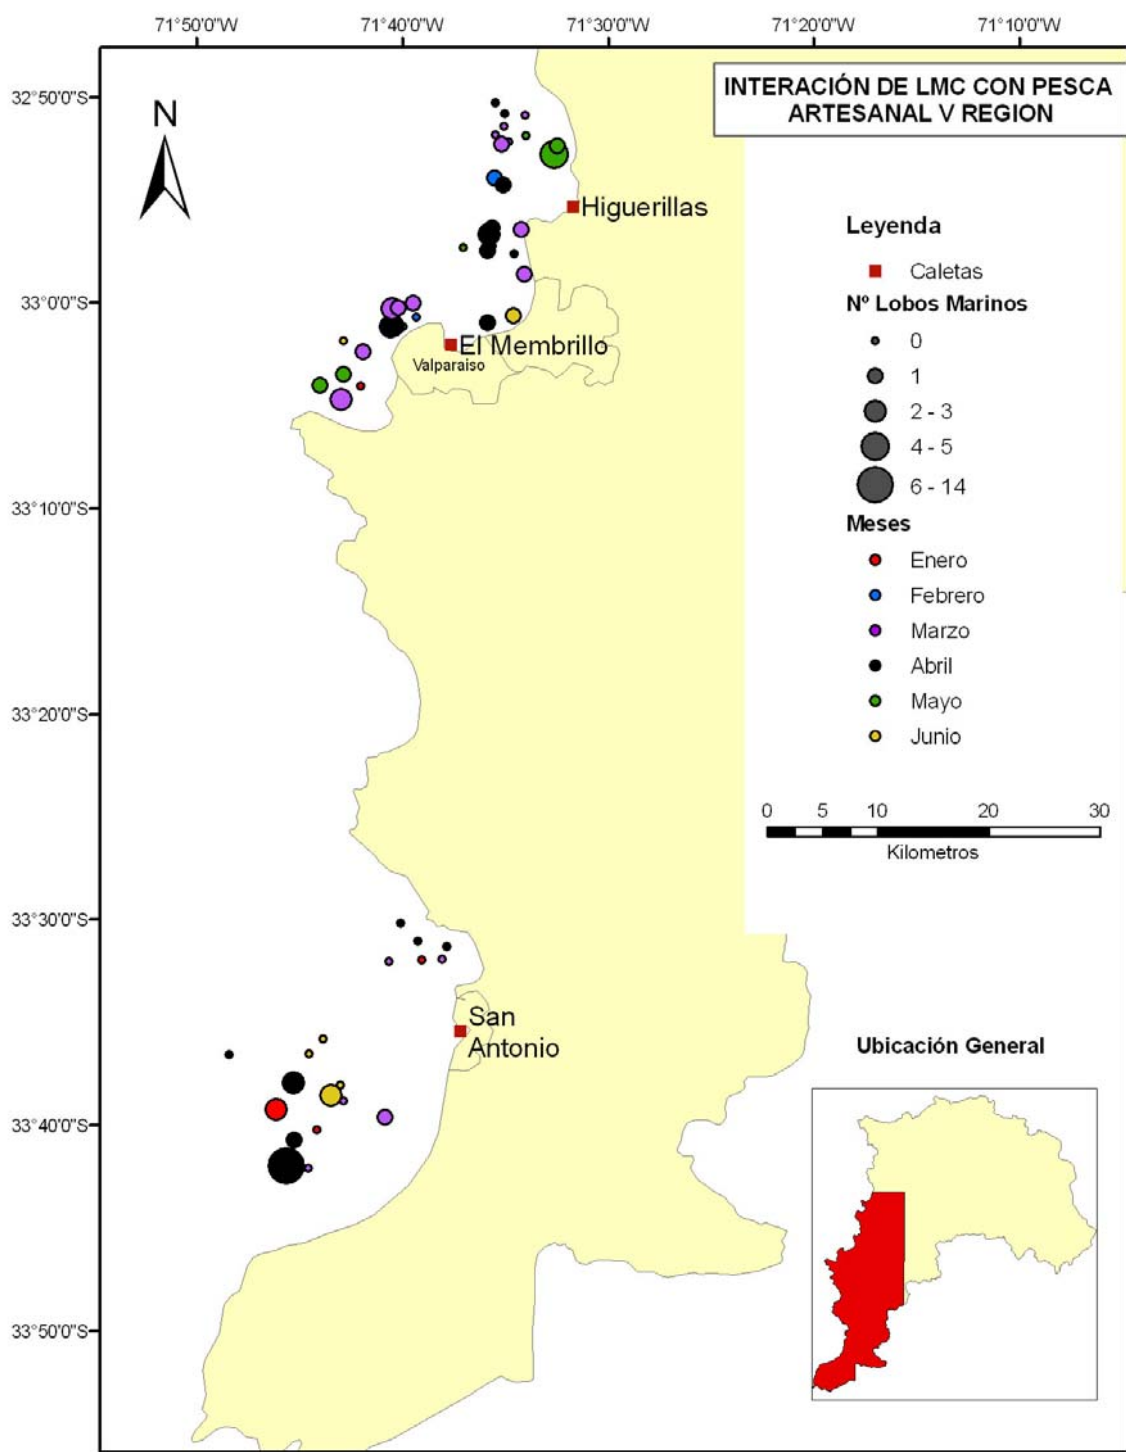 71°50'0"W 71°40'0"W 71°30'0"W 71°20'0"W 71°10'0"W
INTERACIÓN DE LMC CON PESCA
ARTESANAL V REGION
32°50'0"S
33°0'0"S
33°10'0"S
33°20'0"S
33°30'0"S
33°40'0"S
33°50'0"S
N
Higuerillas
El Membrillo
Valparaiso
San
Antonio
Leyenda
Caletas
Nº Lobos Marinos
0
1
2 - 3
4 - 5
6 - 14
Meses
Enero
Febrero
Marzo
Abril
Mayo
Junio
0 5 10 20 30
Kilometros
Ubicación General